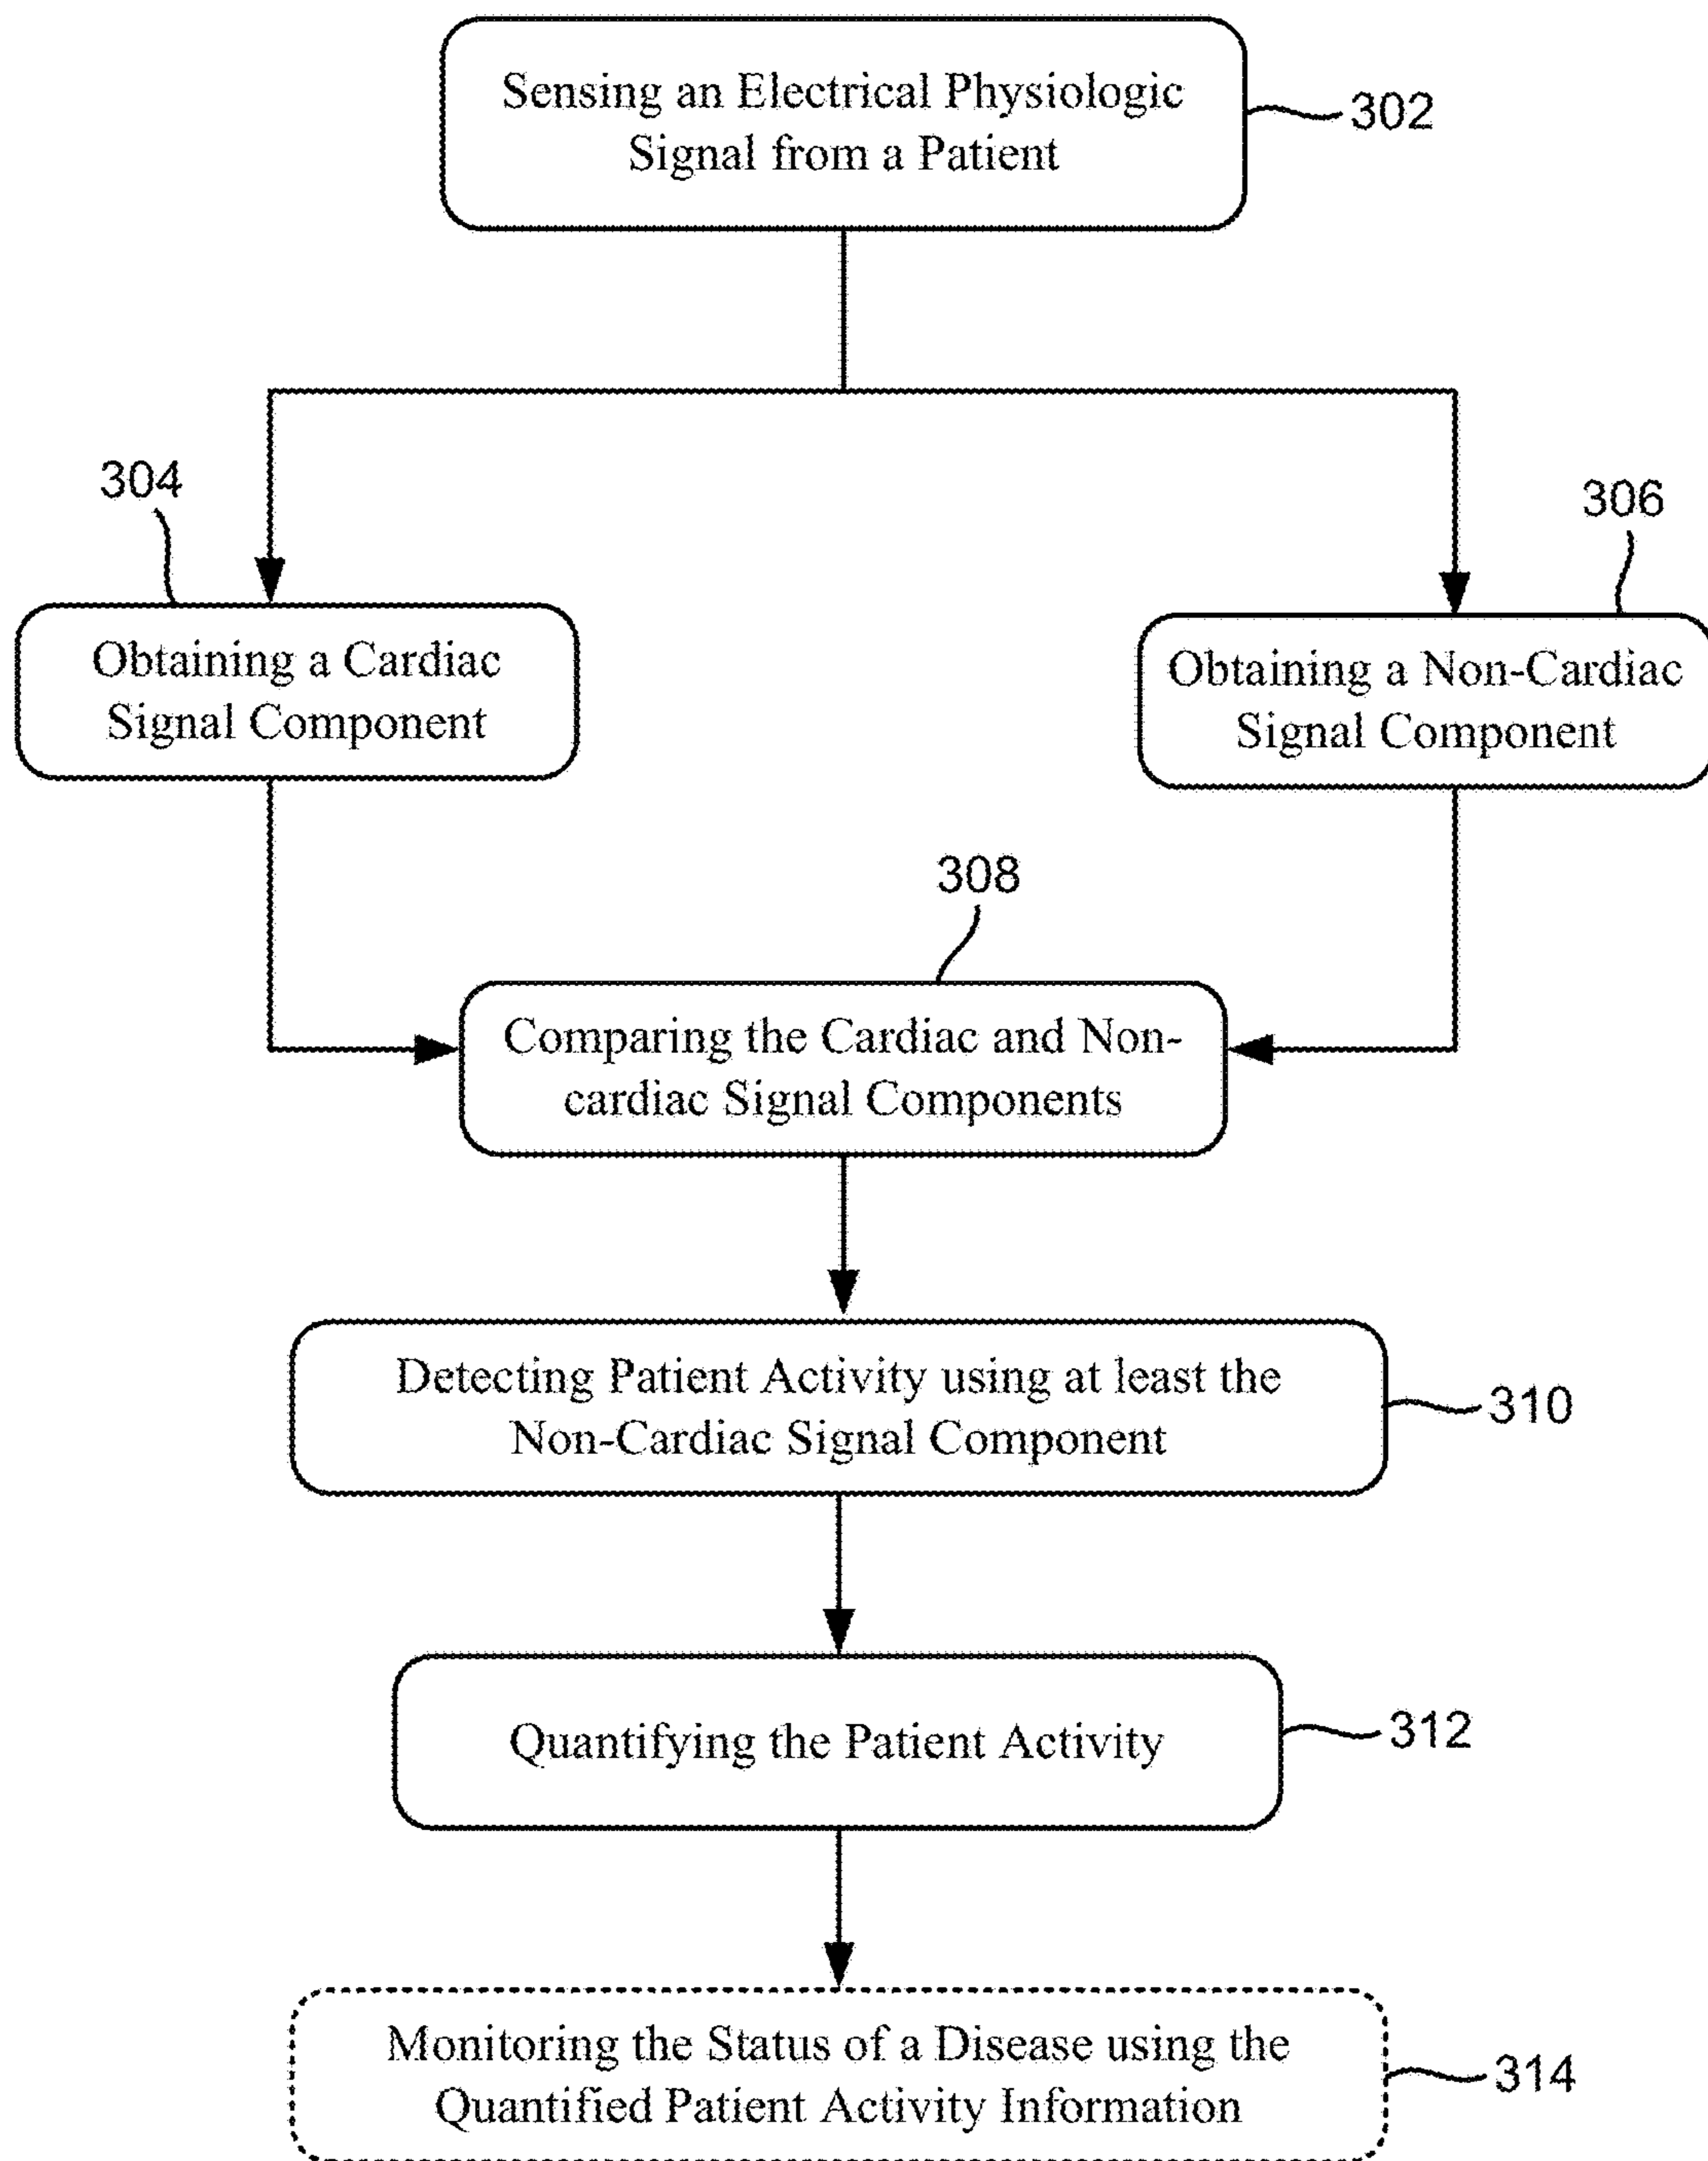 Sensing an Electrical Physiologic
Signal from a Patient
302
304
306
Obtaining a Cardiac
Signal Component
Obtaining a Non-Cardiac
Signal Component
308
Comparing the Cardiac and Non-
cardiac Signal Components
Detecting Patient Activity using at least the
Non-Cardiac Signal Component
310
Quantifying the Patient Activity
312
Monitoring the Status of a Disease using the
Quantified Patient Activity Information
314